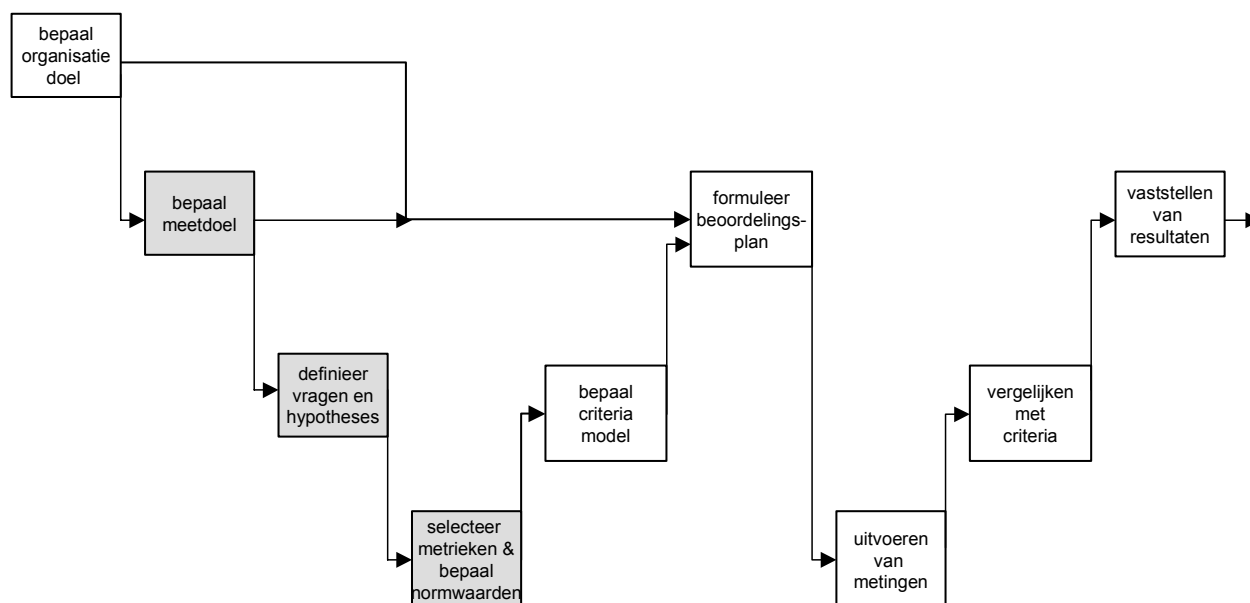 bepaal
organisatie
doel
bepaal
meetdoel
definieer
vragen en
hypotheses
selecteer
metrieken &
bepaal
normwaarden
bepaal
criteria
model
formuleer
beoordelings-
plan
uitvoeren
van
metingen
vergelijken
met
criteria
vaststellen
van
resultaten